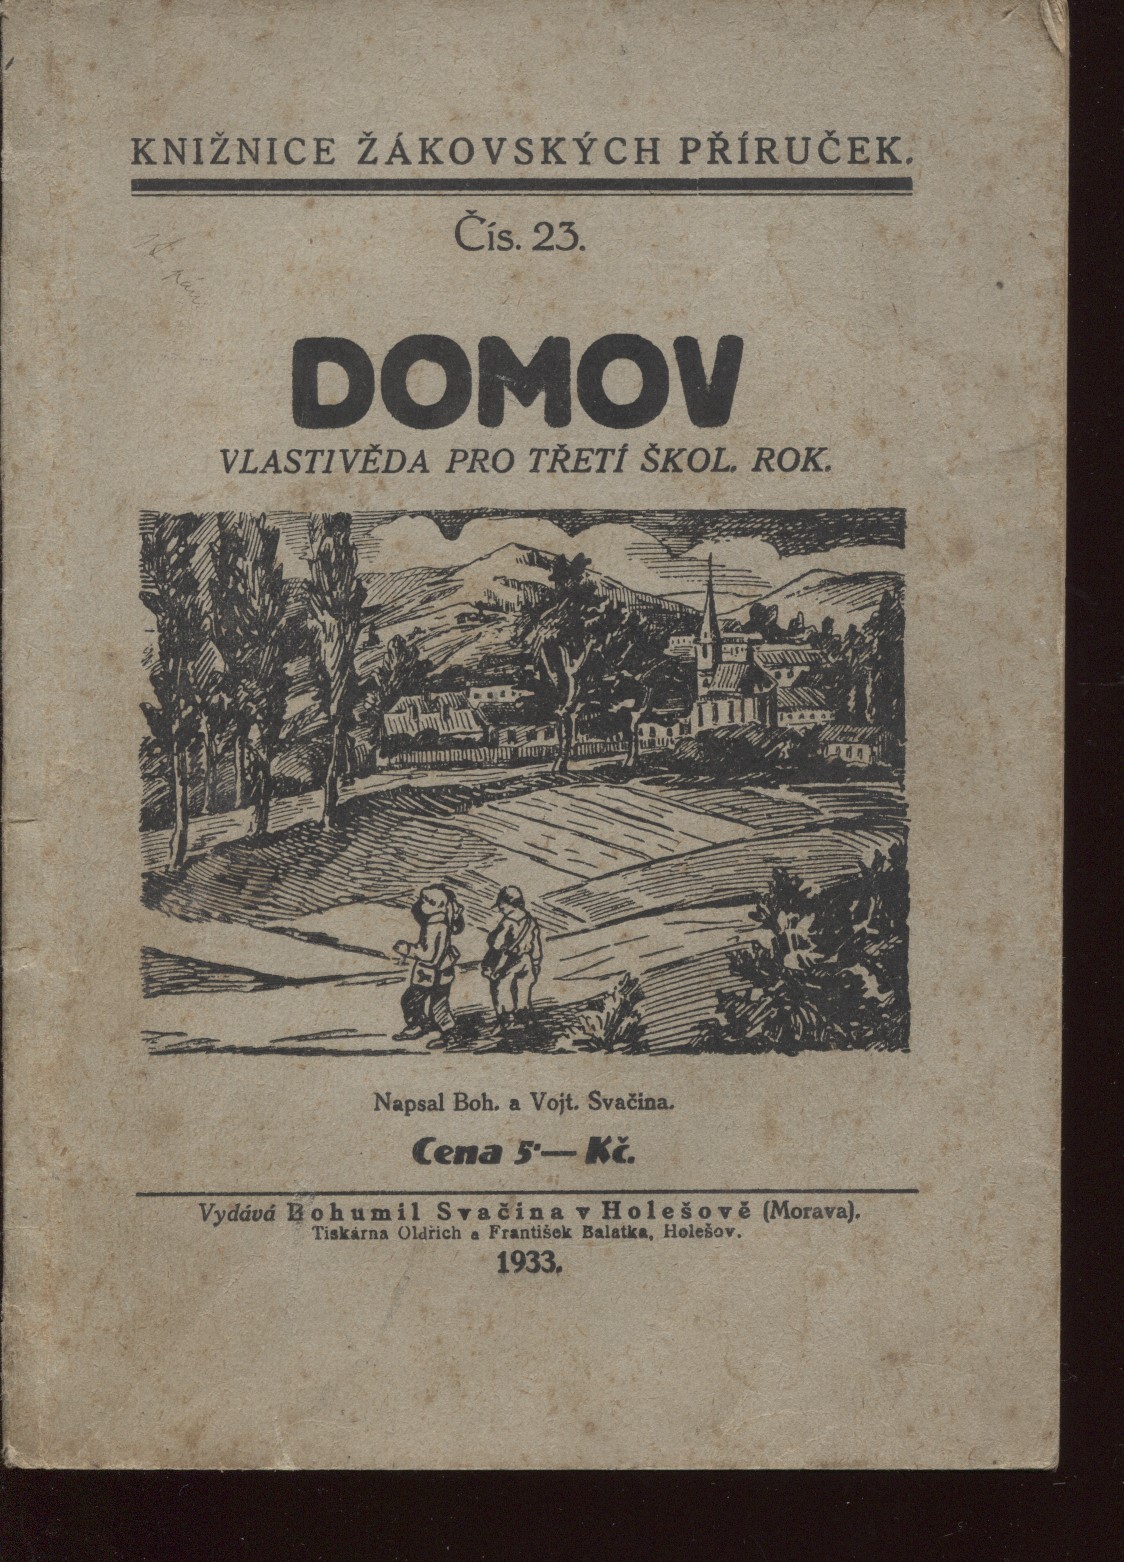 KNIŽNICE ŽÁKOVSKÝCH PŘÍRUČEK.
Čís. 23.
DOMOV
VLASTIVĚDA PRO TŘETÍ ŠKOL. ROK.
Napsal Boh. a Vojt. Svačina.
Cena 5·— Kč.
Vydává Bohumil Svačina v Holešově (Morava).
Tiskárna Oldřich a František Balatka, Holešov.
1933.